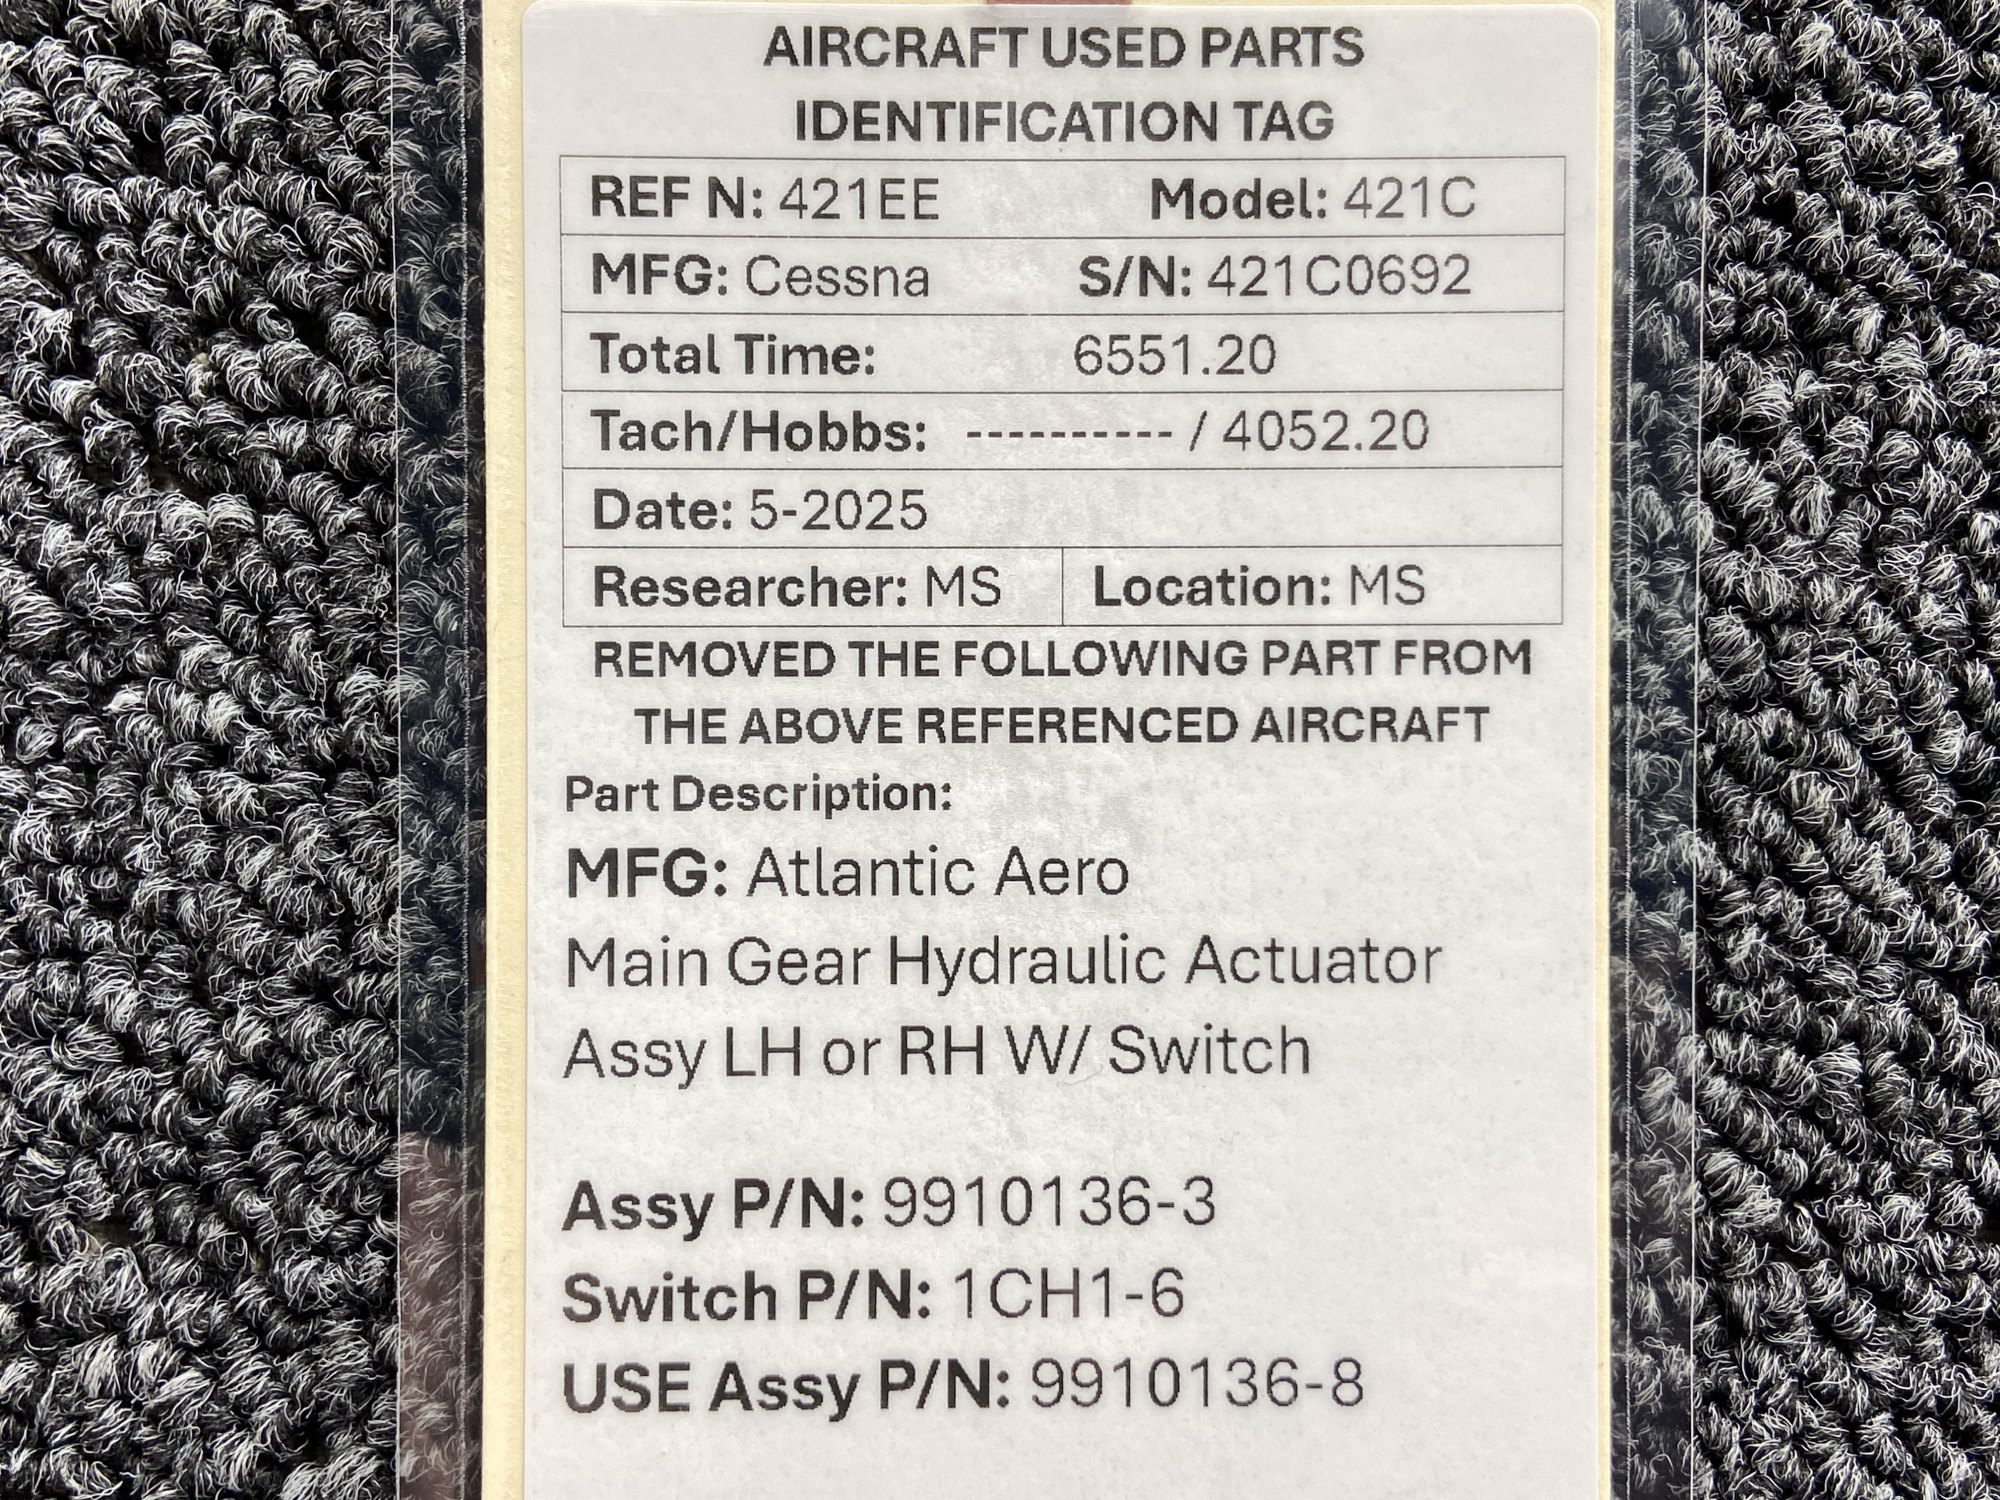 AIRCRAFT USED PARTS
IDENTIFICATION TAG
REF N: 421EE Model: 421C
MFG: Cessna S/N: 421C0692
Total Time: 6551.20
Tach/Hobbs: ---------- / 4052.20
Date: 5-2025
Researcher: MS Location: MS
REMOVED THE FOLLOWING PART FROM
THE ABOVE REFERENCED AIRCRAFT
Part Description:
MFG: Atlantic Aero
Main Gear Hydraulic Actuator
Assy LH or RH W/ Switch
Assy P/N: 9910136-3
Switch P/N: 1CH1-6
USE Assy P/N: 9910136-8